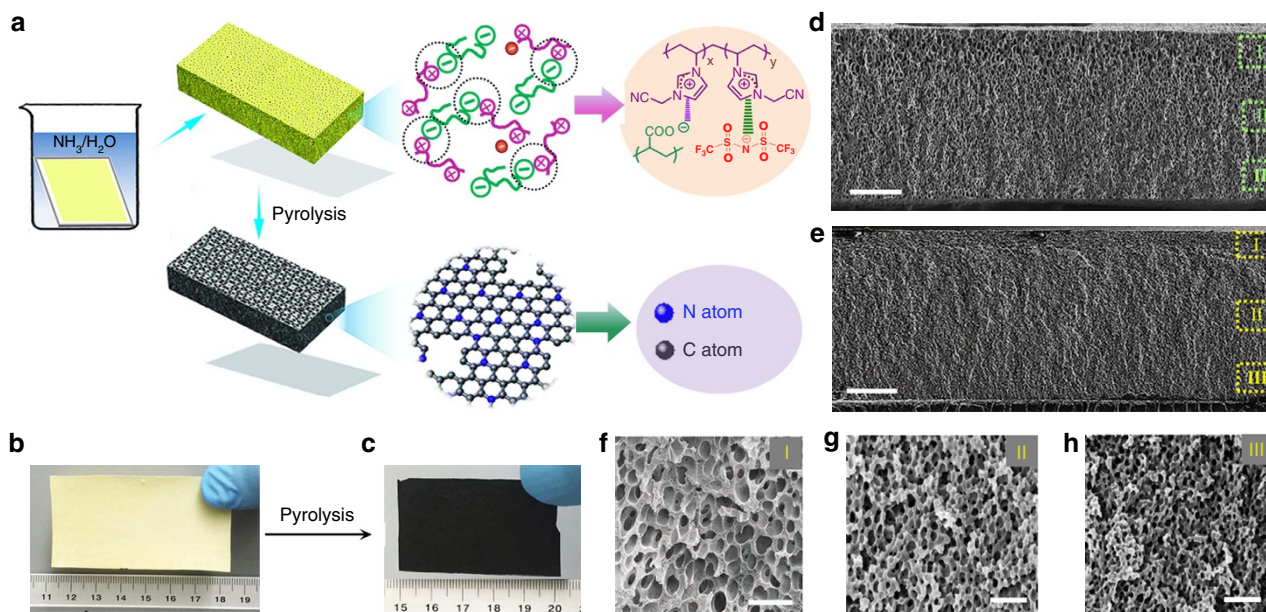 a
NH₃/H₂O
Pyrolysis
x
y
NC
N
N
N
N
CN
COO
F₃C
O
S
O
N
O
S
O
CF₃
N atom
C atom
d
I
II
e
I
II
III
b
11 12 13 14 15 16 17 18 19
Pyrolysis
c
15 16 17 18 19 20
f
I
g
II
h
III